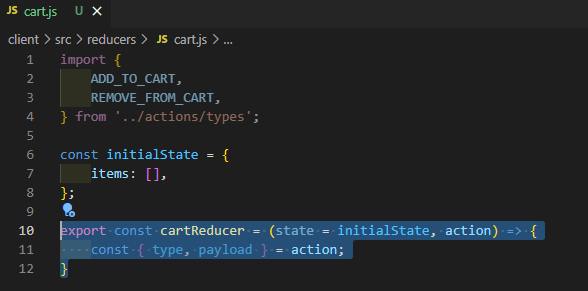 JS cart.js U ×
client > src > reducers > JS cart.js > ...
1 import {
2     ADD_TO_CART,
3     REMOVE_FROM_CART,
4 } from '../actions/types';
5
6 const initialState = {
7     items: [],
8 };
9
10 export const cartReducer = (state = initialState, action) => {
11     const { type, payload } = action;
12 }